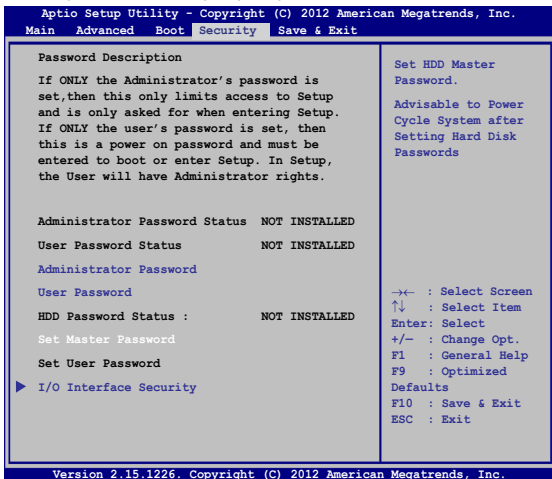 Aptio Setup Utility - Copyright (C) 2012 American Megatrends, Inc.
Main Advanced Boot Security Save & Exit
Password Description
If ONLY the Administrator's password is
set,then this only limits access to Setup
and is only asked for when entering Setup.
If ONLY the user's password is set, then
this is a power on password and must be
entered to boot or enter Setup. In Setup,
the User will have Administrator rights.
Administrator Password Status NOT INSTALLED
User Password Status NOT INSTALLED
Administrator Password
User Password
HDD Password Status : NOT INSTALLED
Set Master Password
Set User Password
I/O Interface Security
Set HDD Master
Password.
Advisable to Power
Cycle System after
Setting Hard Disk
Passwords
→← : Select Screen
↑↓ : Select Item
Enter: Select
+/— : Change Opt.
F1 : General Help
F9 : Optimized
Defaults
F10 : Save & Exit
ESC : Exit
Version 2.15.1226. Copyright (C) 2012 American Megatrends, Inc.